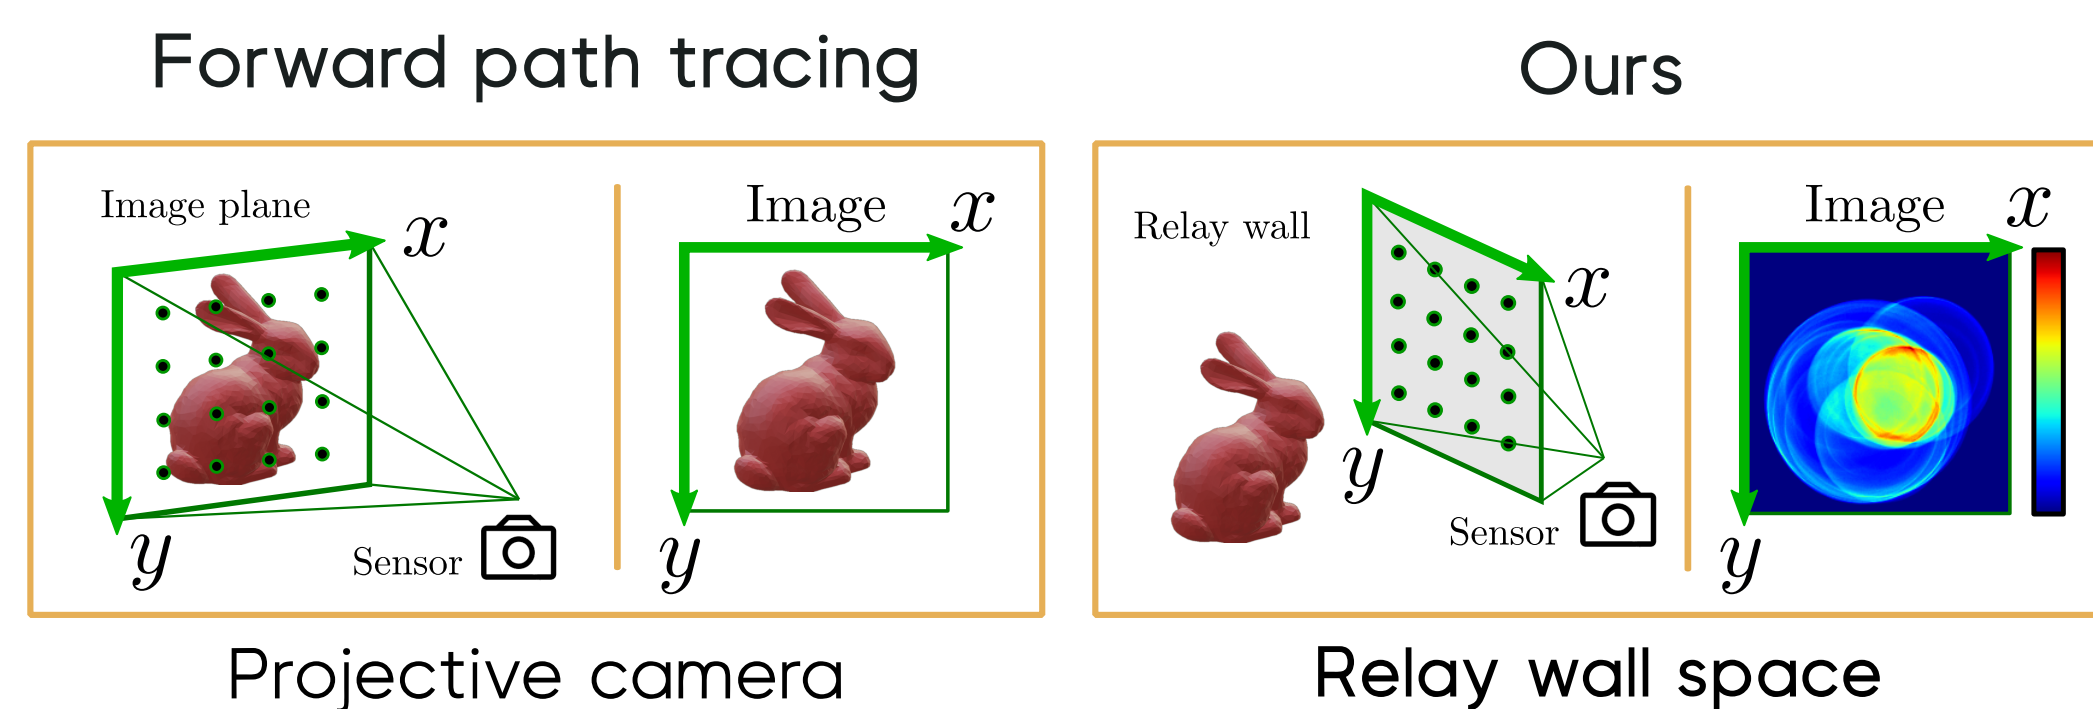 Forward path tracing
Ours
Image plane
x
y
Sensor
Image
x
y
Relay wall
x
y
Sensor
Image
x
y
Projective camera
Relay wall space